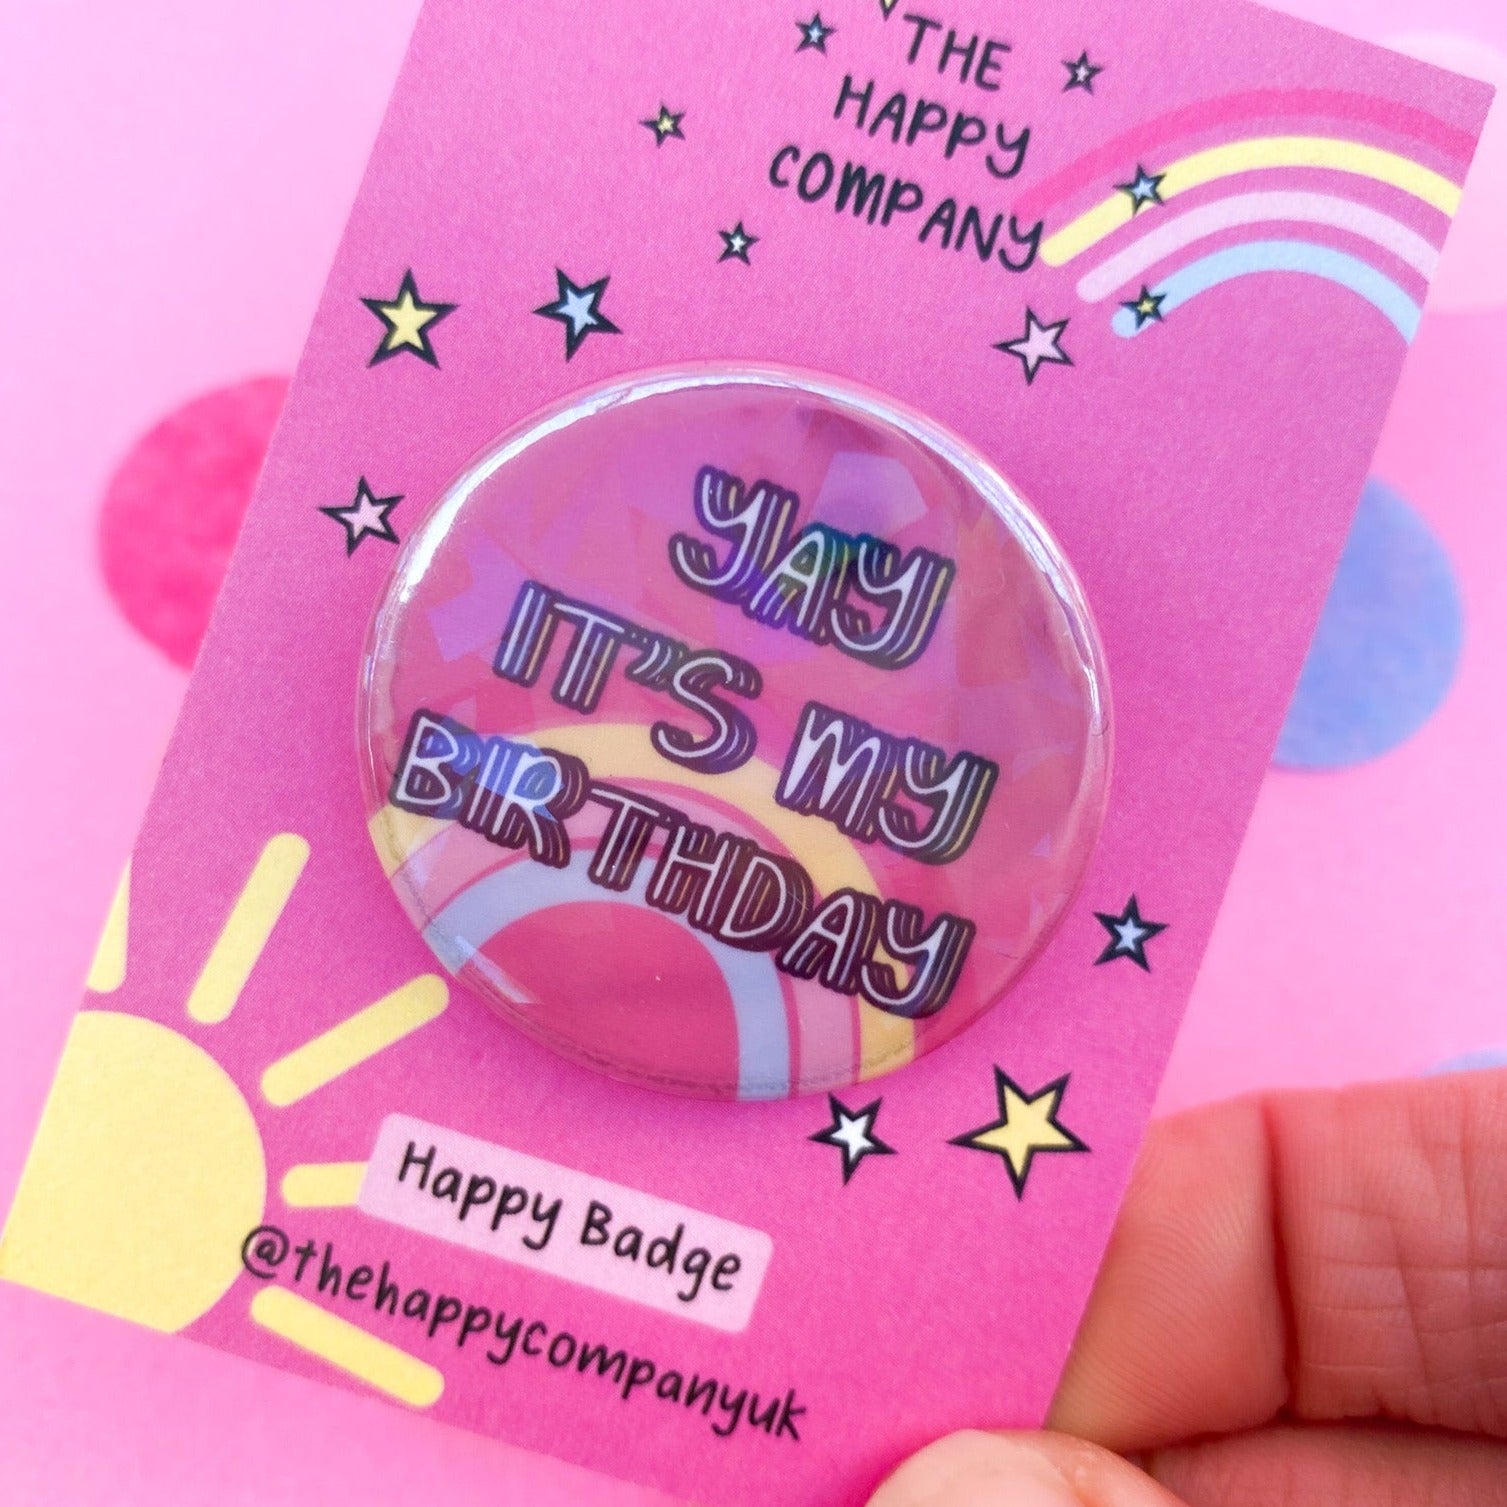 THE
HAPPY
COMPANY
YAY
IT'S MY
BIRTHDAY
Happy Badge
@thehappycompanyuk